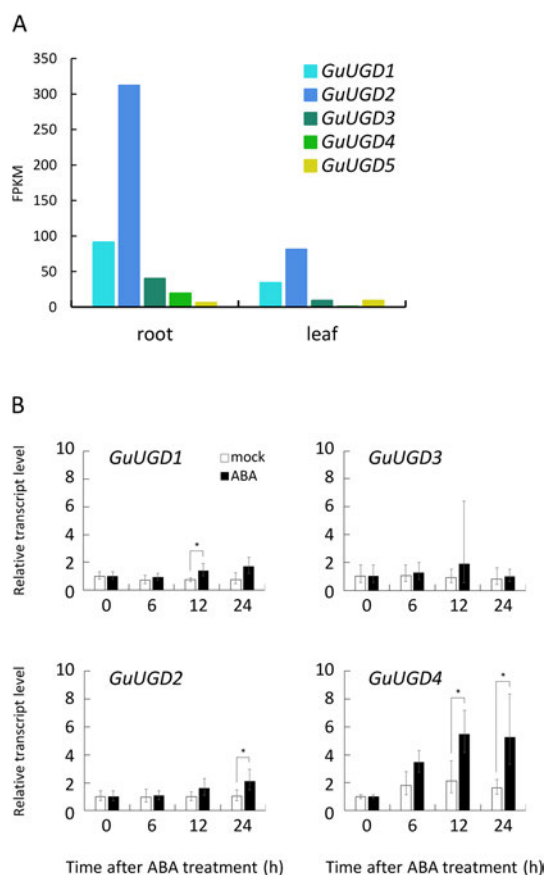 A
FPKM
350
300
250
200
150
100
50
0
GuUGD1
GuUGD2
GuUGD3
GuUGD4
GuUGD5
root leaf
B
Relative transcript level
10
8
6
4
2
0
GuUGD1
mock
ABA
*
0 6 12 24
10
8
6
4
2
0
GuUGD3
0 6 12 24
Relative transcript level
10
8
6
4
2
0
GuUGD2
*
0 6 12 24
Time after ABA treatment (h)
10
8
6
4
2
0
GuUGD4
* *
0 6 12 24
Time after ABA treatment (h)